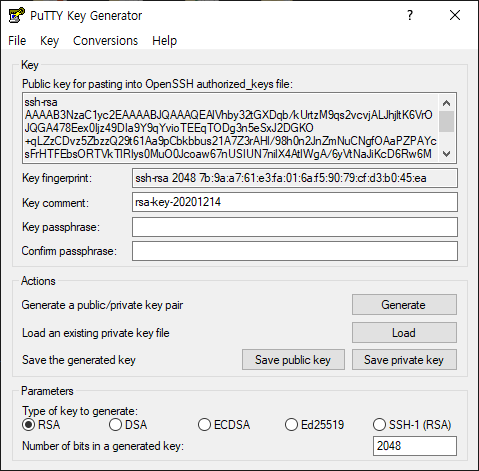 PuTTY Key Generator
File Key Conversions Help
Key
Public key for pasting into OpenSSH authorized_keys file:
ssh-rsa
AAAAB3NzaC1yc2EAAAABJQAAAQEAlVhby32tGXDqb/kUrtzM9qs2vcvjALJhjltK6VrO
JQGA478Eex0Ijz49DIa9Y9qYvioTEEqTODg3n5eSxJ2DGKO
+qLZzCDvz5ZbzzQ29t61Aa9pCbkbbus21A7Z3rAHl/98h0n2JnZmNuCNgfOAaPZPAYc
sFrHTFEbsORTVkTlRlys0MuO0Jcoaw67nUSIUN7nilX4AtIWgA/6yVtNaJiKcD6Rw6M
Key fingerprint: ssh-rsa 2048 7b:9a:a7:61:e3:fa:01:6a:f5:90:79:cf:d3:b0:45:ea
Key comment: rsa-key-20201214
Key passphrase:
Confirm passphrase:
Actions
Generate a public/private key pair Generate
Load an existing private key file Load
Save the generated key Save public key Save private key
Parameters
Type of key to generate:
RSA DSA ECDSA Ed25519 SSH-1 (RSA)
Number of bits in a generated key: 2048